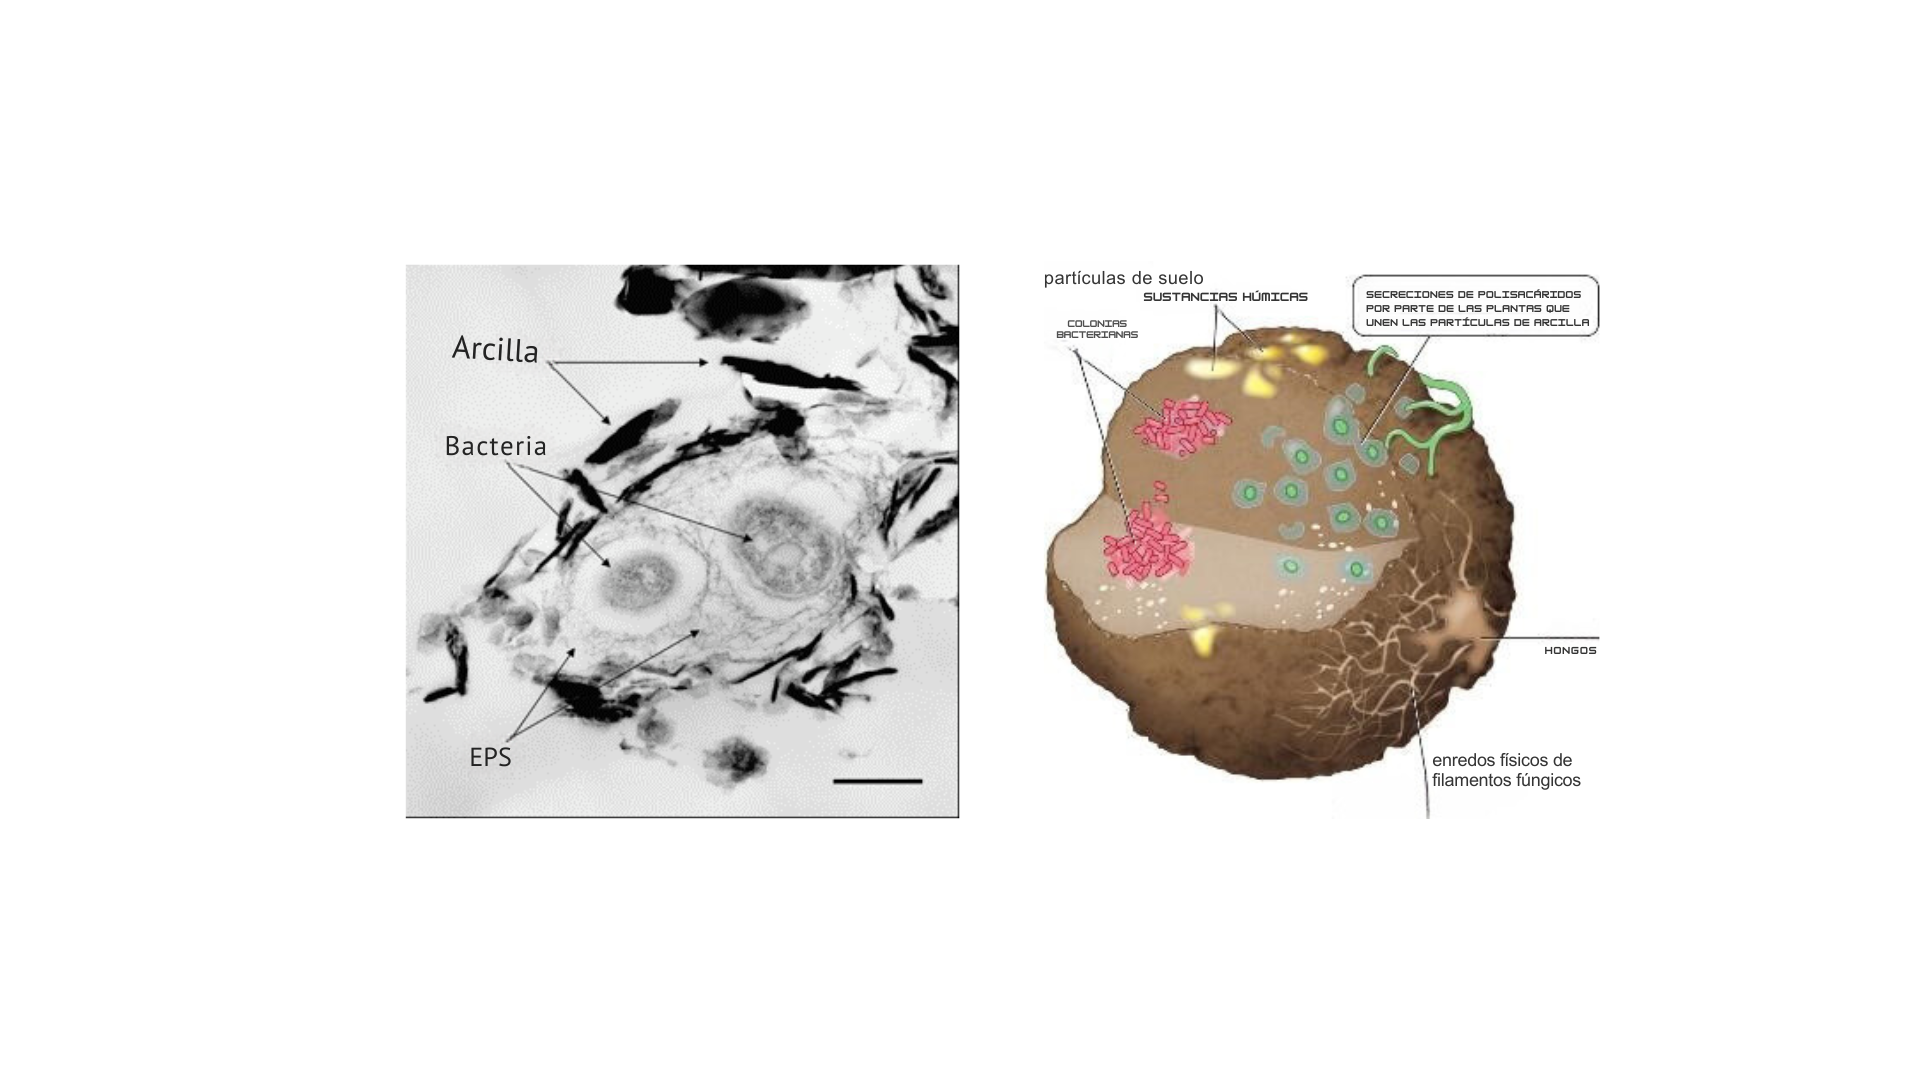 Arcilla
Bacteria
EPS
partículas de suelo
SUSTANCIAS HÚMICAS
COLONIAS
BACTERIANAS
SECRECIONES DE POLISACÁRIDOS
POR PARTE DE LAS PLANTAS QUE
UNEN LAS PARTÍCULAS DE ARCILLA
HONGOS
enredos físicos de
filamentos fúngicos